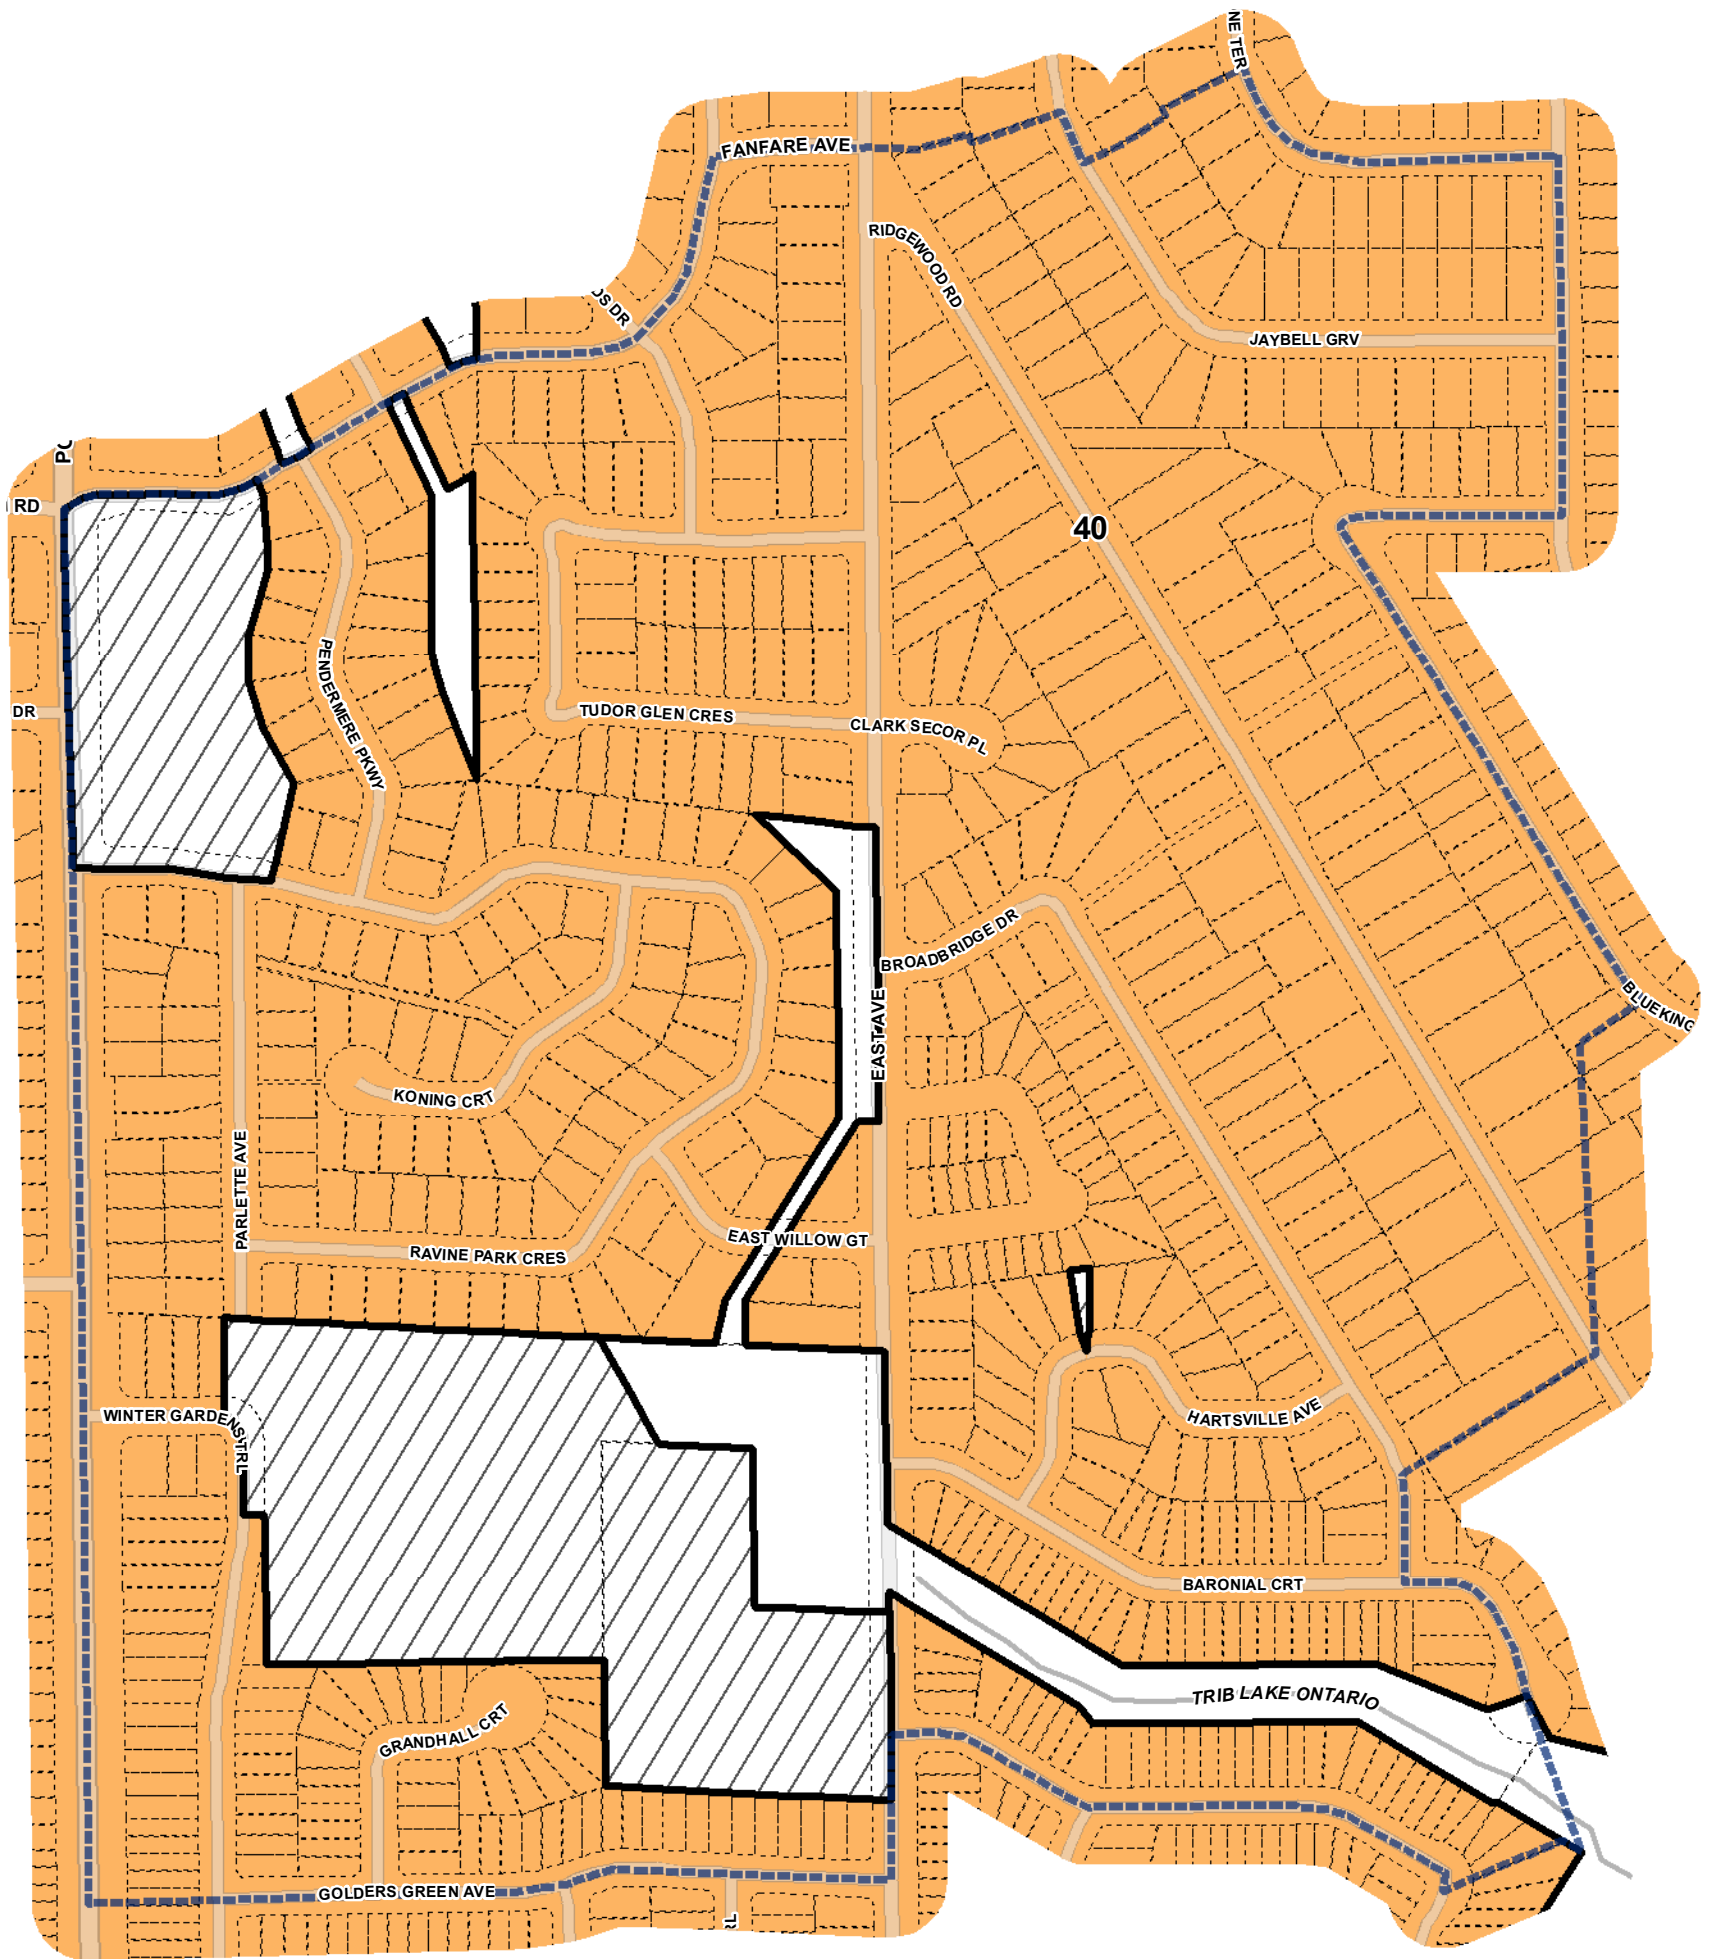 NE TER
FANFARE AVE
RIDGEWOOD RD
DS DR
JAYBELL GRV
PO
RD
40
PENDERMERE PKWY
DR
TUDOR GLEN CRES
CLARK SECOR PL
BROADBRIDGE DR
BLUEKING
EAST AVE
KONING CRT
PARLETTE AVE
EAST WILLOW GT
RAVINE PARK CRES
WINTER GARDENS TRL
HARTSVILLE AVE
BARONIAL CRT
TRIB LAKE ONTARIO
GRANDHALL CRT
GOLDERS GREEN AVE
RL